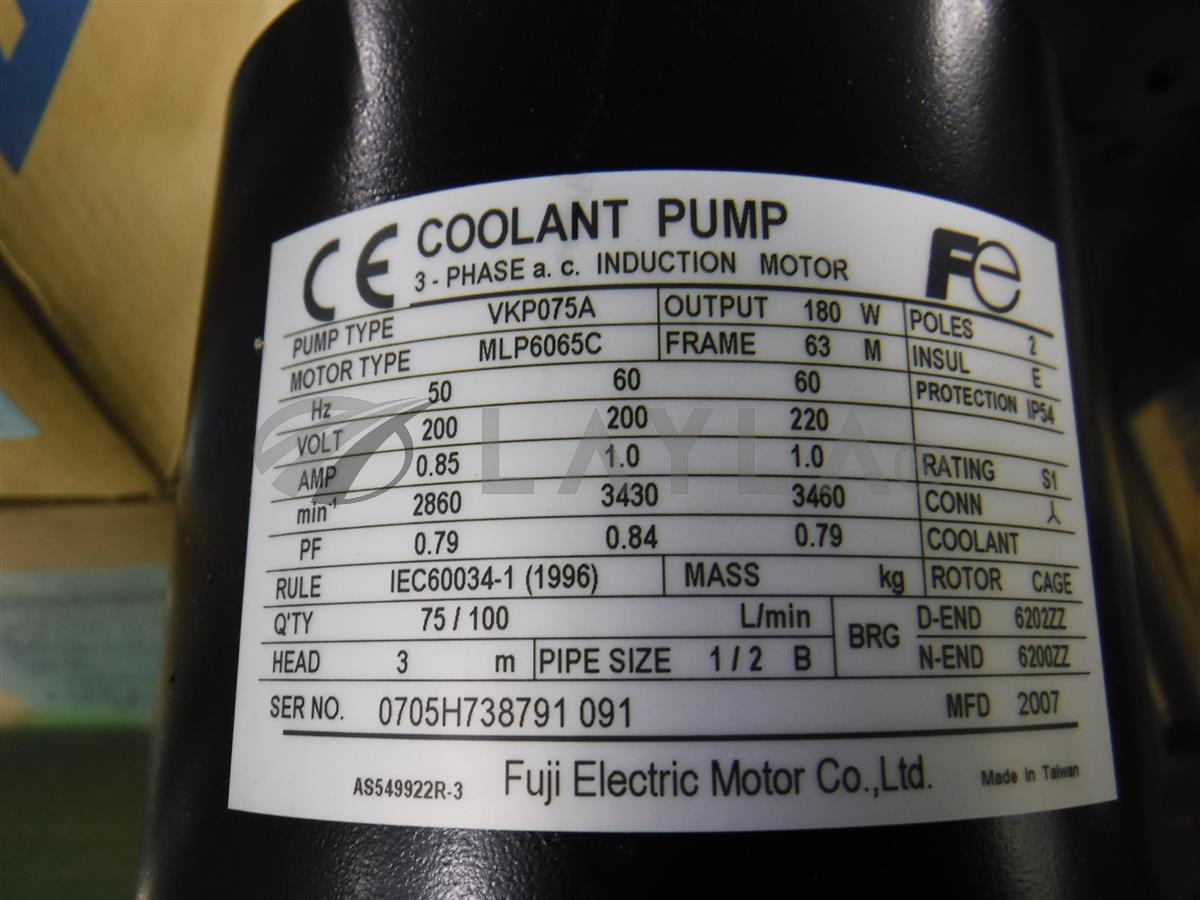 CE COOLANT PUMP Fe
3 - PHASE a. c. INDUCTION MOTOR
PUMP TYPE VKP075A OUTPUT 180 W POLES 2
MOTOR TYPE MLP6065C FRAME 63 M INSUL E
Hz 50 60 60 PROTECTION IP54
VOLT 200 200 220
AMP 0.85 1.0 1.0 RATING S1
min-1 2860 3430 3460 CONN 人
PF 0.79 0.84 0.79 COOLANT
RULE IEC60034-1 (1996) MASS kg ROTOR CAGE
Q'TY 75 / 100 L/min BRG D-END 6202ZZ
HEAD 3 m PIPE SIZE 1 / 2 B N-END 6200ZZ
SER NO. 0705H738791 091 MFD 2007
AS549922R-3 Fuji Electric Motor Co.,Ltd. Made in Taiwan
LAYLA